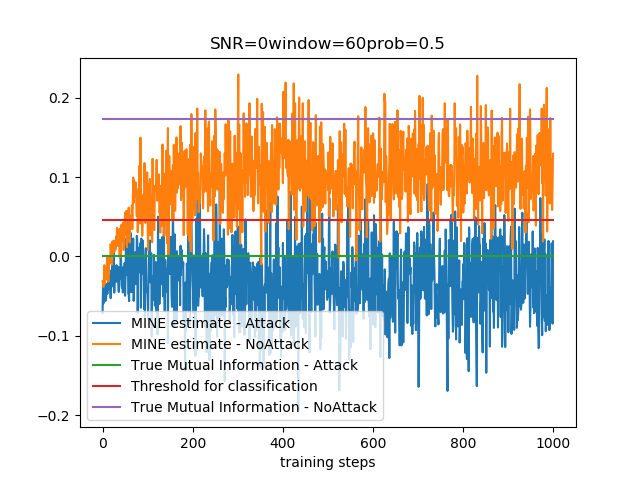 SNR=0window=60prob=0.5
0.2
0.1
0.0
−0.1
−0.2
MINE estimate - Attack
MINE estimate - NoAttack
True Mutual Information - Attack
Threshold for classification
True Mutual Information - NoAttack
0 200 400 600 800 1000
training steps